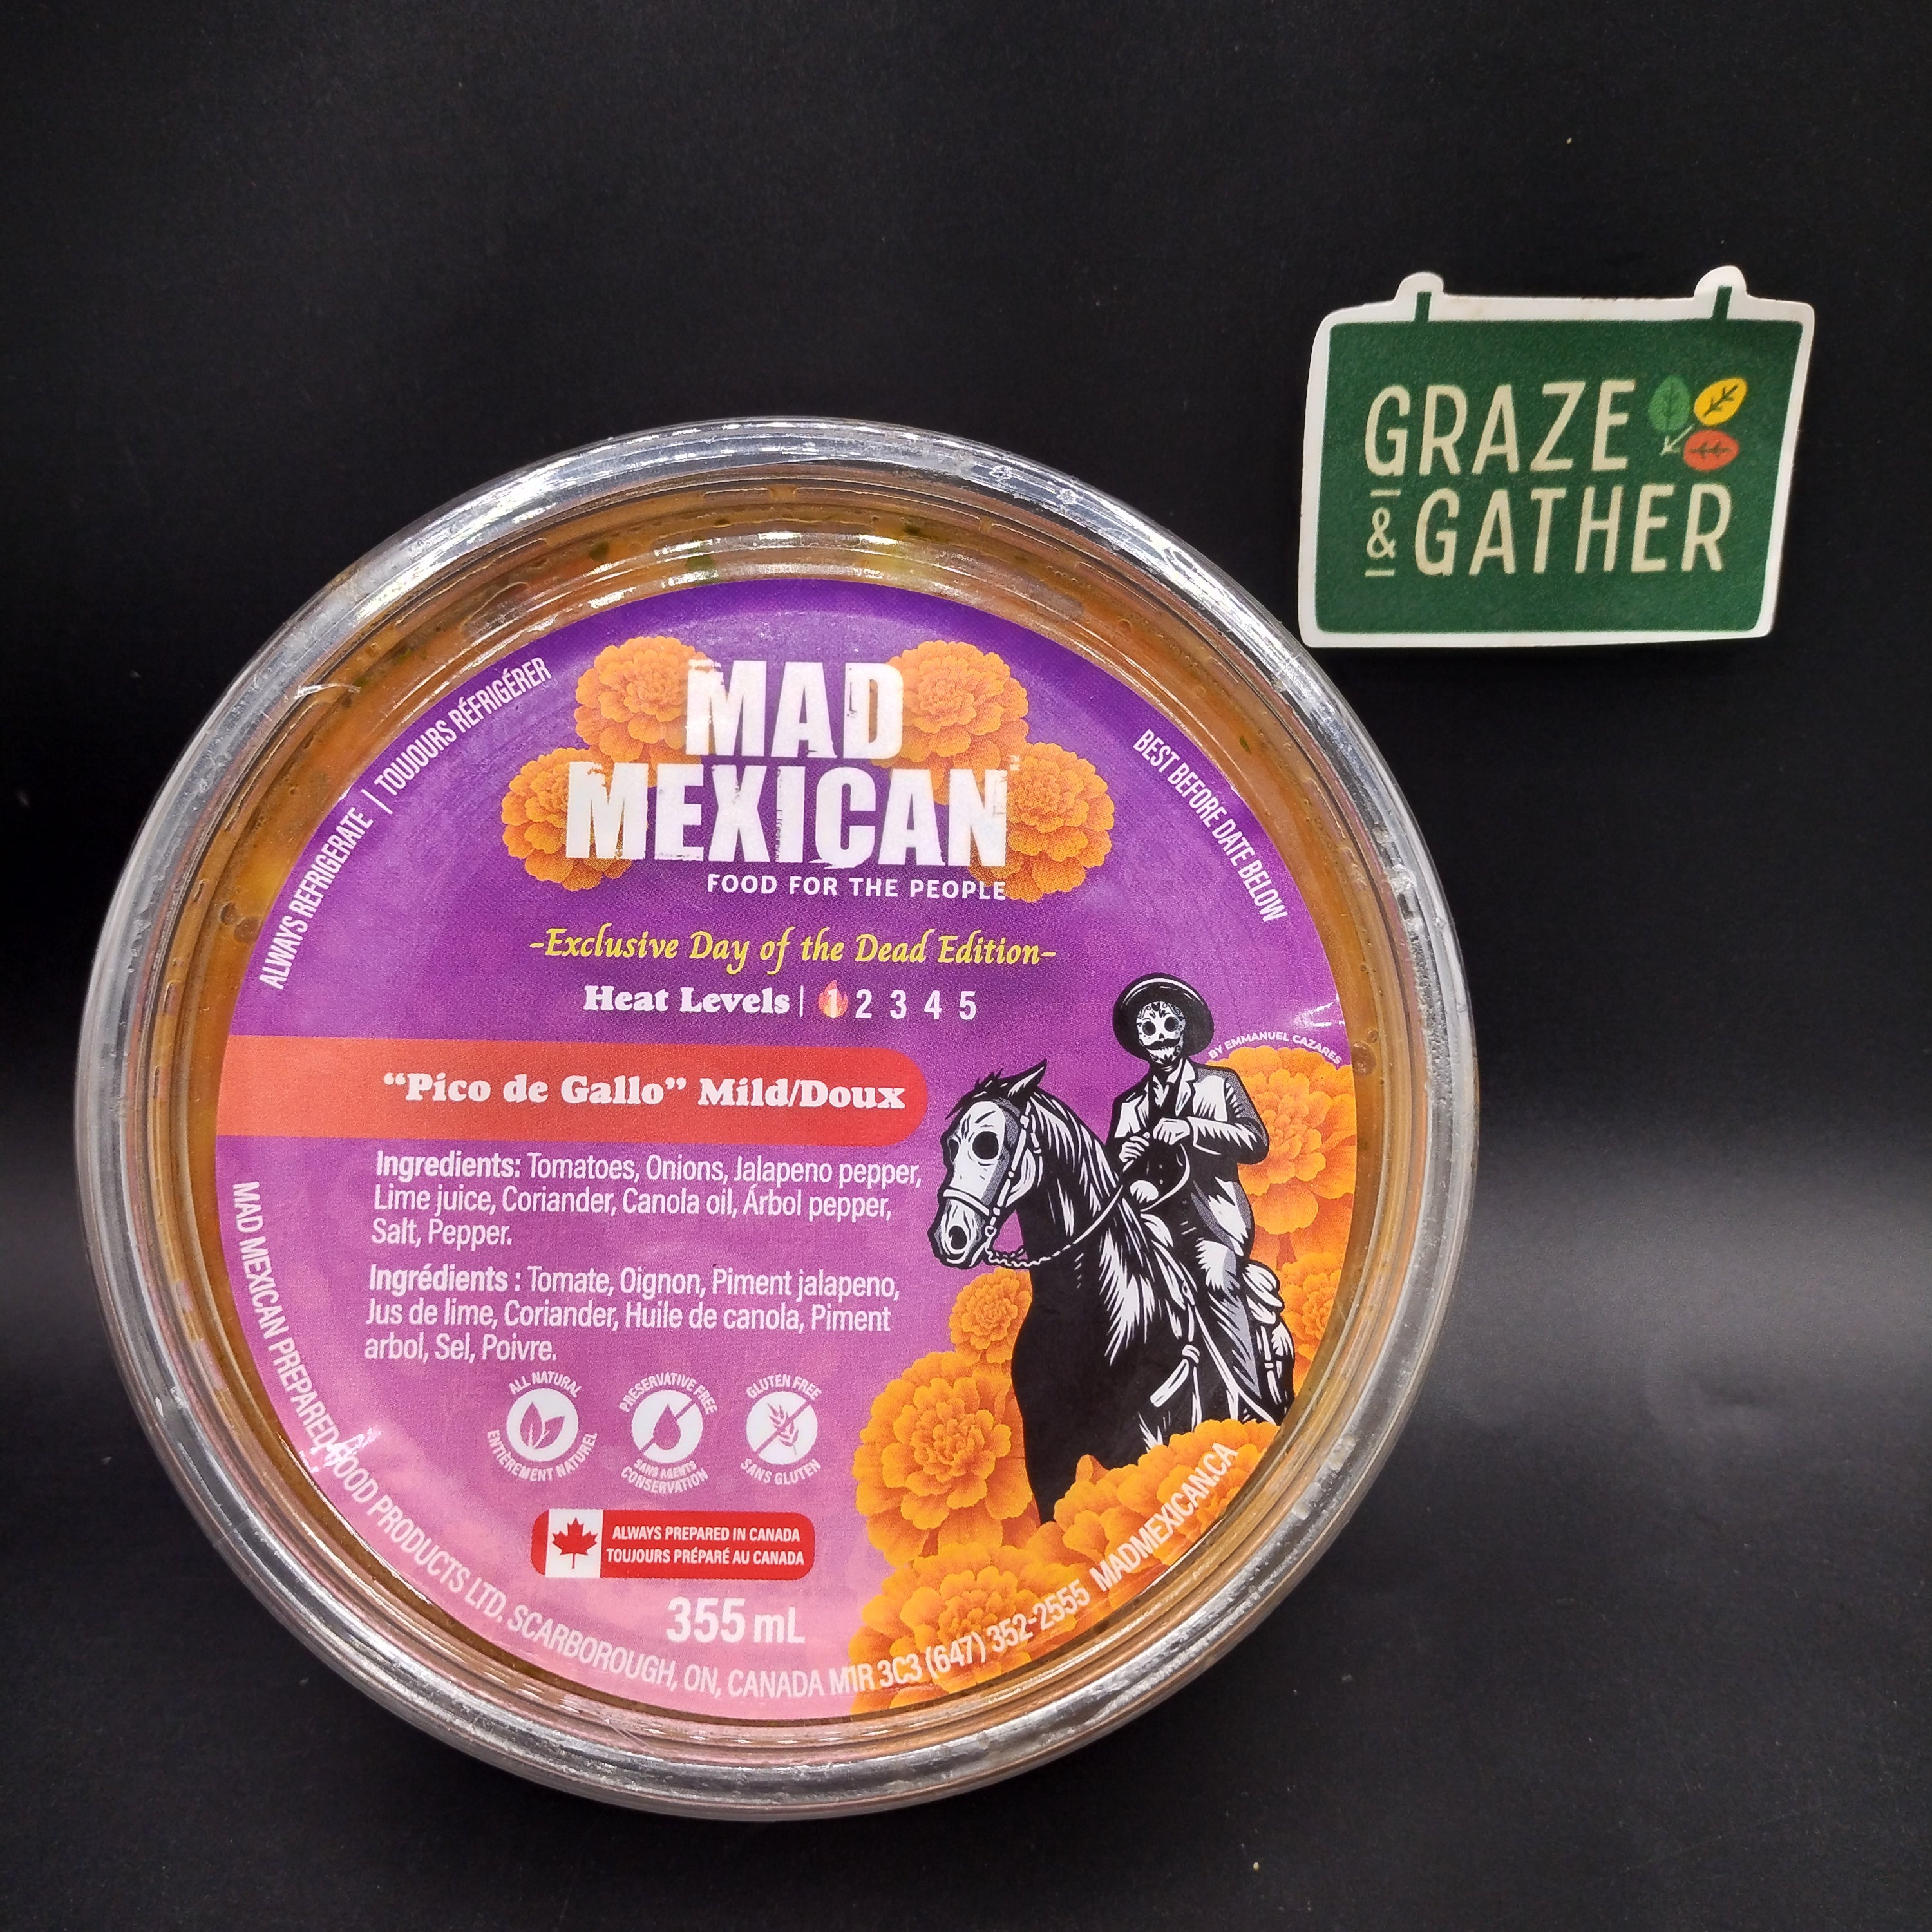 GRAZE
& GATHER
MAD
MEXICAN™
FOOD FOR THE PEOPLE
-Exclusive Day of the Dead Edition-
Heat Levels | 1 2 3 4 5
ALWAYS REFRIGERATE | TOUJOURS RÉFRIGÉRER
BEST BEFORE DATE BELOW
BY EMMANUEL CAZARES
“Pico de Gallo” Mild/Doux
Ingredients: Tomatoes, Onions, Jalapeno pepper,
Lime juice, Coriander, Canola oil, Árbol pepper,
Salt, Pepper.
Ingrédients : Tomate, Oignon, Piment jalapeno,
Jus de lime, Coriander, Huile de canola, Piment
arbol, Sel, Poivre.
ALL NATURAL
ENTIÈREMENT NATUREL
PRESERVATIVE FREE
SANS AGENTS
CONSERVATION
GLUTEN FREE
SANS GLUTEN
ALWAYS PREPARED IN CANADA
TOUJOURS PRÉPARÉ AU CANADA
355 mL
MAD MEXICAN PREPARED FOOD PRODUCTS LTD. SCARBOROUGH, ON, CANADA M1R 3C3 (647) 352-2555 MADMEXICAN.CA